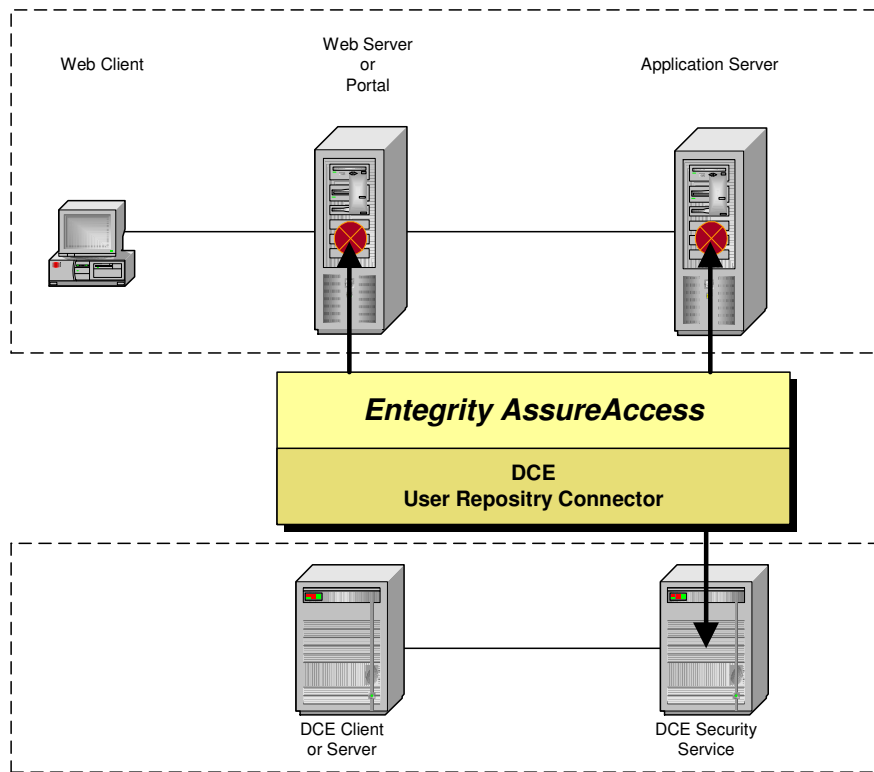 Web Client
Web Server
or
Portal
Application Server
Entegrity AssureAccess
DCE
User Repositry Connector
DCE Client
or Server
DCE Security
Service